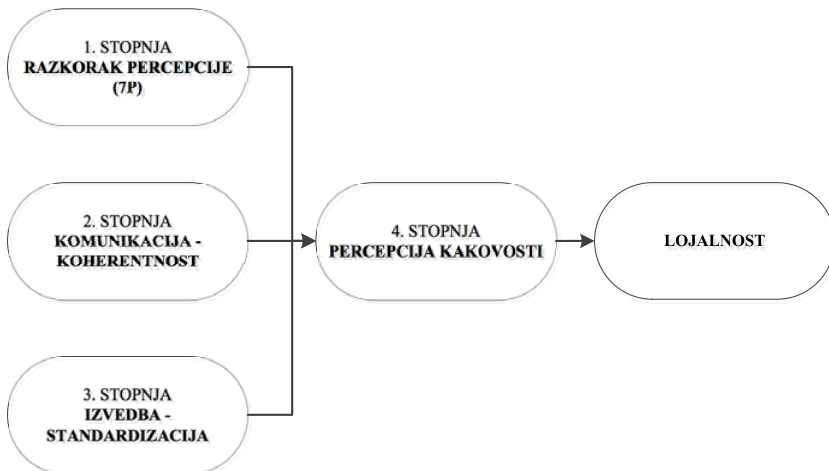 1. STOPNJA
RAZKORAK PERCEPCIJE
(7P)
2. STOPNJA
KOMUNIKACIJA -
KOHERENTNOST
3. STOPNJA
IZVEDBA -
STANDARDIZACIJA
4. STOPNJA
PERCEPCIJA KAKOVOSTI
LOJALNOST